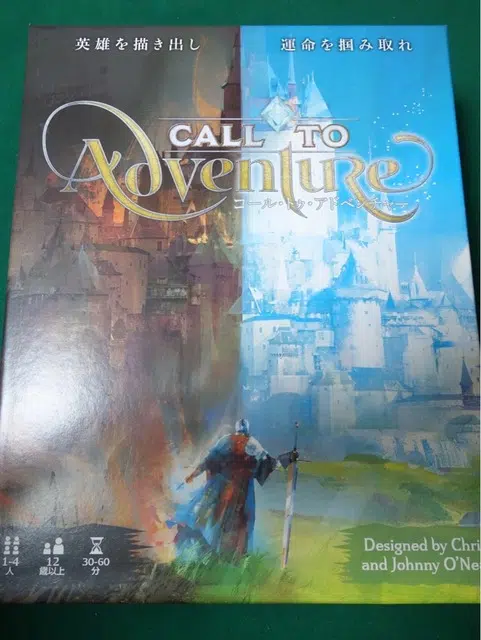 英雄を描き出し
運命を掴み取れ
CALL TO
Adventure
コール・トゥ・アドベンチャー
1-4
人
12
歳以上
30-60
分
Designed by Chri
and Johnny O'Ne